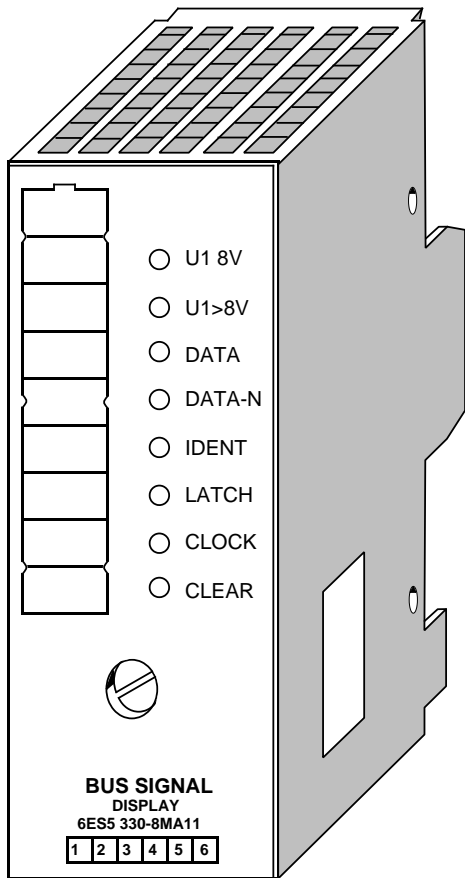 U1 8V
U1>8V
DATA
DATA-N
IDENT
LATCH
CLOCK
CLEAR
BUS SIGNAL
DISPLAY
6ES5 330-8MA11
1 2 3 4 5 6